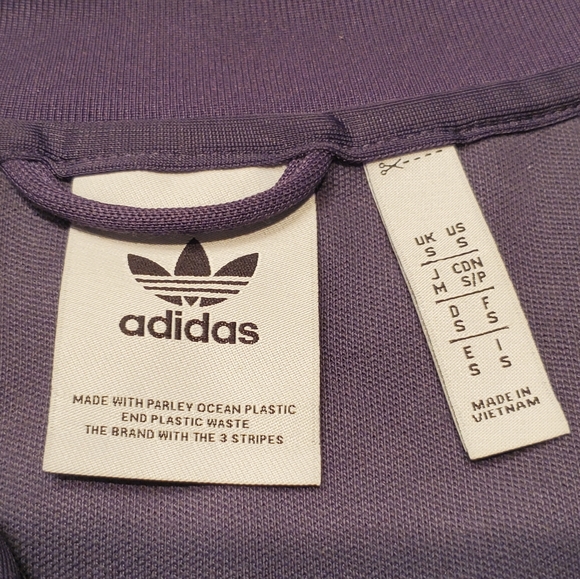 adidas
MADE WITH PARLEY OCEAN PLASTIC
END PLASTIC WASTE
THE BRAND WITH THE 3 STRIPES
UK US
S S
J CDN
M S/P
D F
S S
E I
S S
MADE IN
VIETNAM